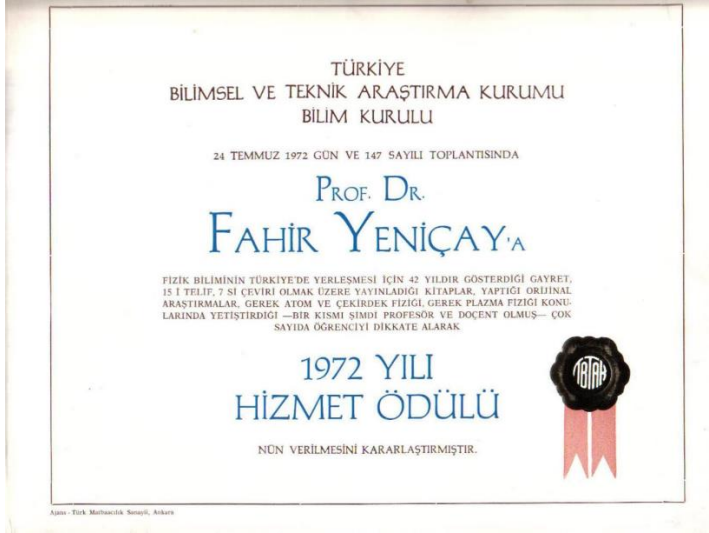 TÜRKİYE
BİLİMSEL VE TEKNİK ARAŞTIRMA KURUMU
BİLİM KURULU
24 TEMMUZ 1972 GÜN VE 147 SAYILI TOPLANTISINDA
PROF. DR.
FAHİR YENİÇAY'A
FİZİK BİLİMİNİN TÜRKİYE'DE YERLEŞMESİ İÇİN 42 YILDIR GÖSTERDİĞİ GAYRET,
15 İ TELİF, 7 Sİ ÇEVİRİ OLMAK ÜZERE YAYINLADIĞI KİTAPLAR, YAPTIĞI ORİJİNAL
ARAŞTIRMALAR, GEREK ATOM VE ÇEKİRDEK FİZİĞİ, GEREK PLAZMA FİZİĞİ KONU-
LARINDA YETİŞTİRDİĞİ —BİR KISMI ŞİMDİ PROFESÖR VE DOÇENT OLMUŞ— ÇOK
SAYIDA ÖĞRENCİYİ DİKKATE ALARAK
1972 YILI
HİZMET ÖDÜLÜ
NÜN VERİLMESİNİ KARARLAŞTIRMIŞTIR.
TBTAK
Ajans - Türk Matbaacılık Sanayii, Ankara